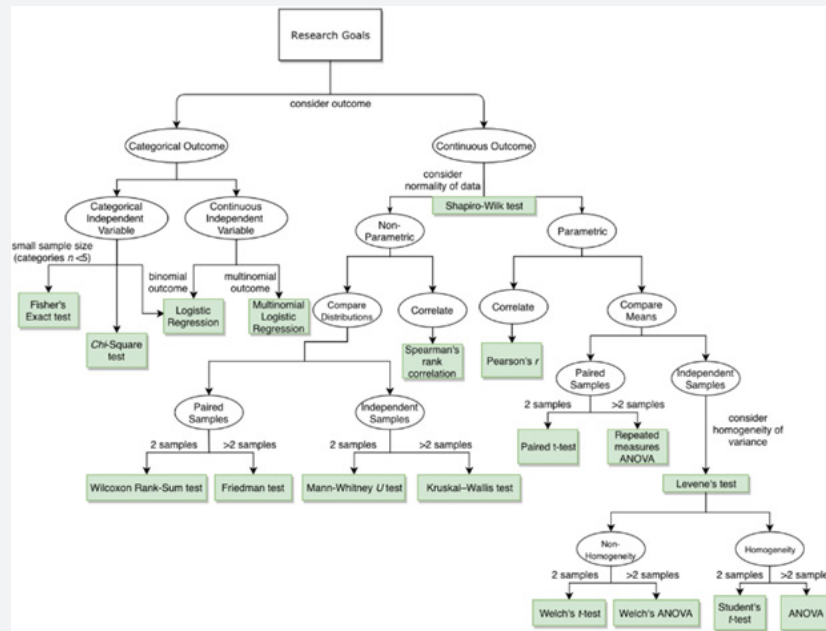 Research Goals
consider outcome
Categorical Outcome
Continuous Outcome
consider
normality of data
Categorical
Independent
Variable
Continuous
Independent
Variable
Shapiro-Wilk test
Non-
Parametric
Parametric
small sample size
(categories n <5)
binomial
outcome
multinomial
outcome
Fisher's
Exact test
Logistic
Regression
Multinomial
Logistic
Regression
Compare
Distributions
Correlate
Correlate
Compare
Means
Chi-Square
test
Spearman's
rank
correlation
Pearson's r
Paired
Samples
Independent
Samples
Paired
Samples
Independent
Samples
2 samples
>2 samples
consider
homogeneity of
variance
2 samples
>2 samples
2 samples
>2 samples
Paired t-test
Repeated
measures
ANOVA
Wilcoxon Rank-Sum test
Friedman test
Mann-Whitney U test
Kruskal–Wallis test
Levene's test
Non-
Homogeneity
Homogeneity
2 samples
>2 samples
2 samples
>2 sample
Welch's t-test
Welch's ANOVA
Student's
t-test
ANOVA